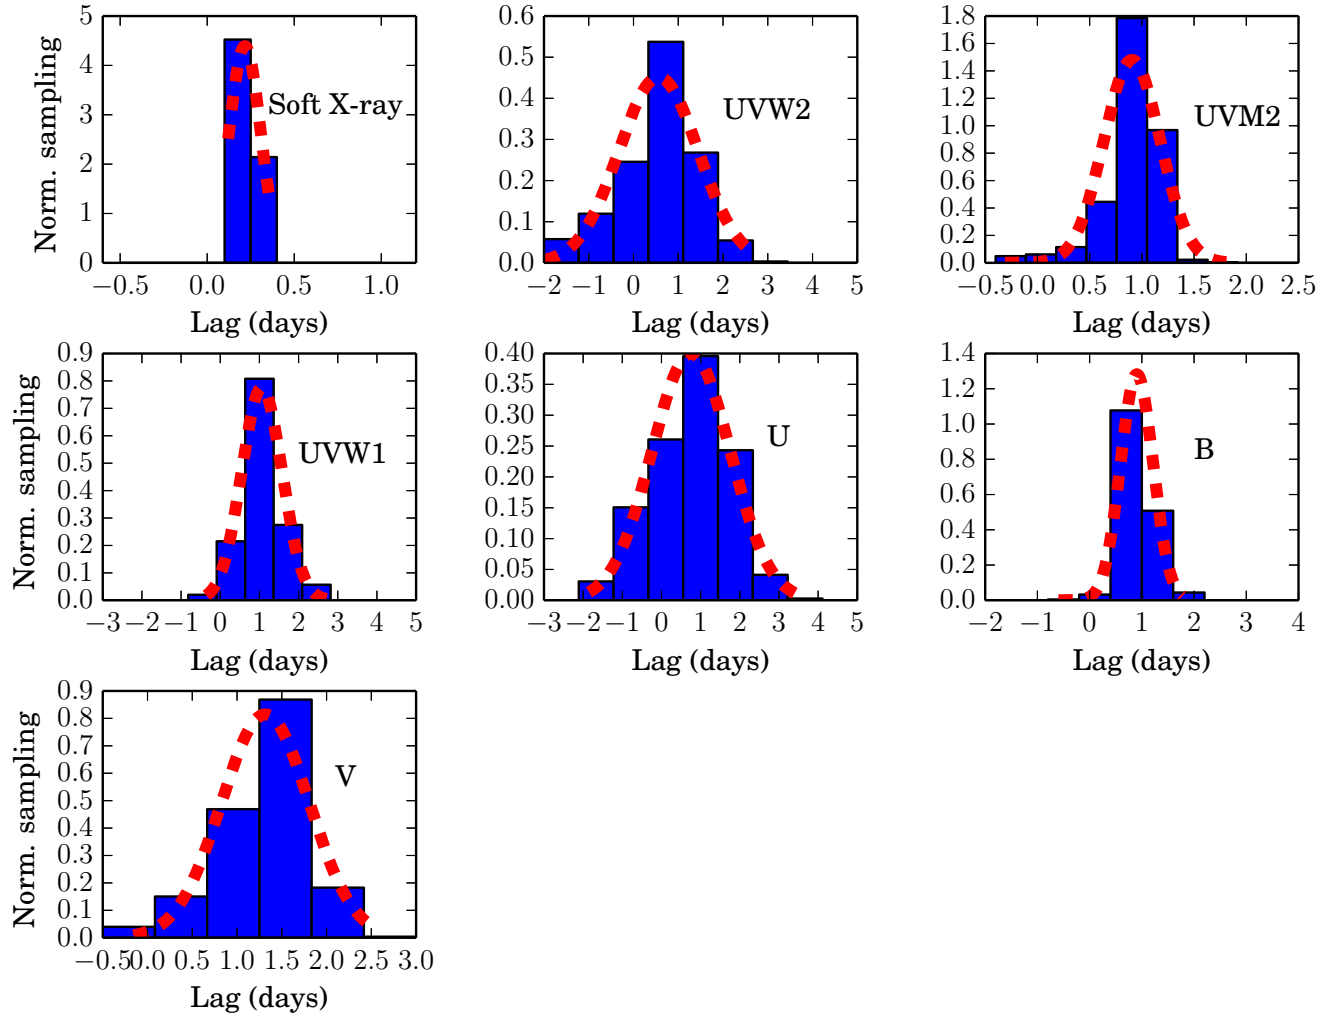 5
4
3
2
1
0
Norm. sampling
Soft X-ray
−0.5 0.0 0.5 1.0
Lag (days)
0.6
0.5
0.4
0.3
0.2
0.1
0.0
UVW2
−2 −1 0 1 2 3 4 5
Lag (days)
1.8
1.6
1.4
1.2
1.0
0.8
0.6
0.4
0.2
0.0
UVM2
−0.5 0.0 0.5 1.0 1.5 2.0 2.5
Lag (days)
0.9
0.8
0.7
0.6
0.5
0.4
0.3
0.2
0.1
0.0
Norm. sampling
UVW1
−3 −2 −1 0 1 2 3 4 5
Lag (days)
0.40
0.35
0.30
0.25
0.20
0.15
0.10
0.05
0.00
U
−3 −2 −1 0 1 2 3 4 5
Lag (days)
1.4
1.2
1.0
0.8
0.6
0.4
0.2
0.0
B
−2 −1 0 1 2 3 4
Lag (days)
0.9
0.8
0.7
0.6
0.5
0.4
0.3
0.2
0.1
0.0
Norm. sampling
V
−0.5 0.0 0.5 1.0 1.5 2.0 2.5 3.0
Lag (days)